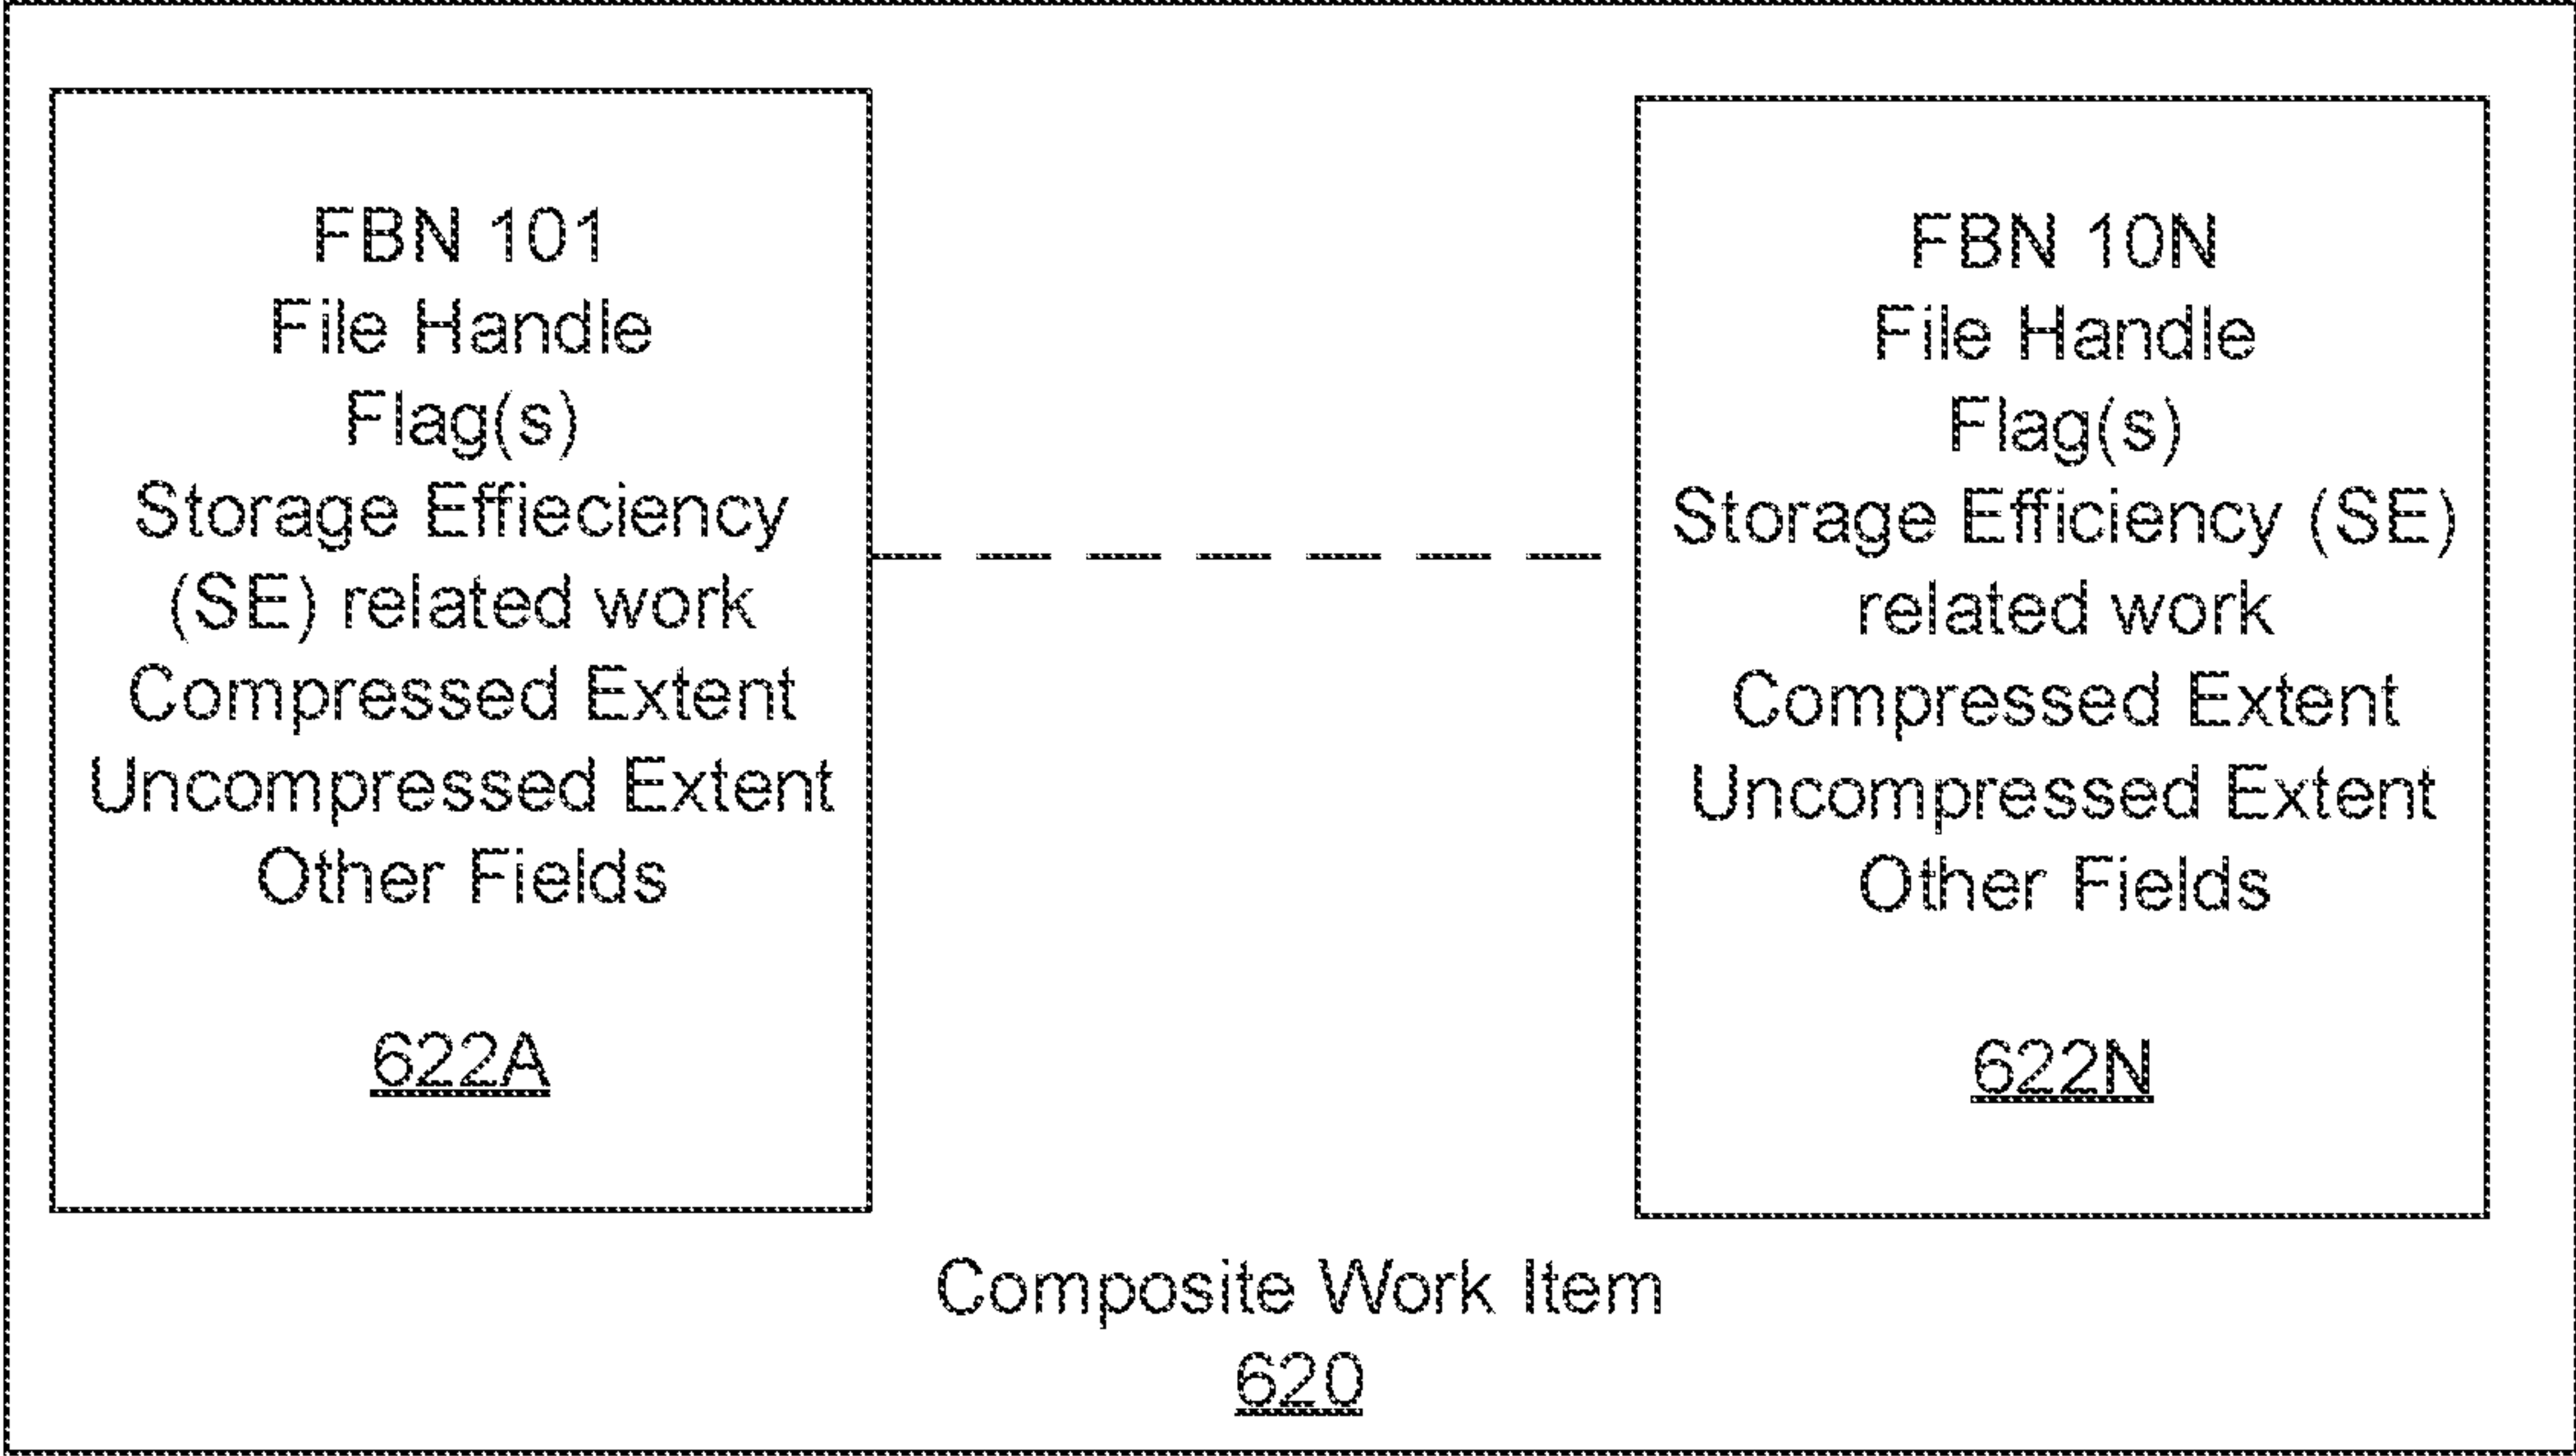 FBN 101
File Handle
Flag(s)
Storage Effieciency
(SE) related work
Compressed Extent
Uncompressed Extent
Other Fields
622A
FBN 10N
File Handle
Flag(s)
Storage Efficiency (SE)
related work
Compressed Extent
Uncompressed Extent
Other Fields
622N
Composite Work Item
620